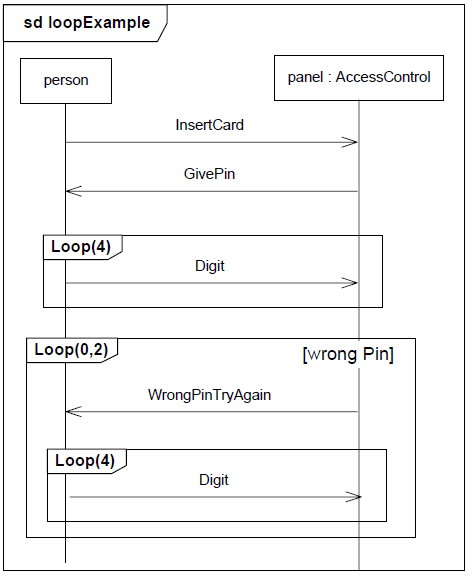 sd loopExample
person
panel : AccessControl
InsertCard
GivePin
Loop(4)
Digit
Loop(0,2)
[wrong Pin]
WrongPinTryAgain
Loop(4)
Digit